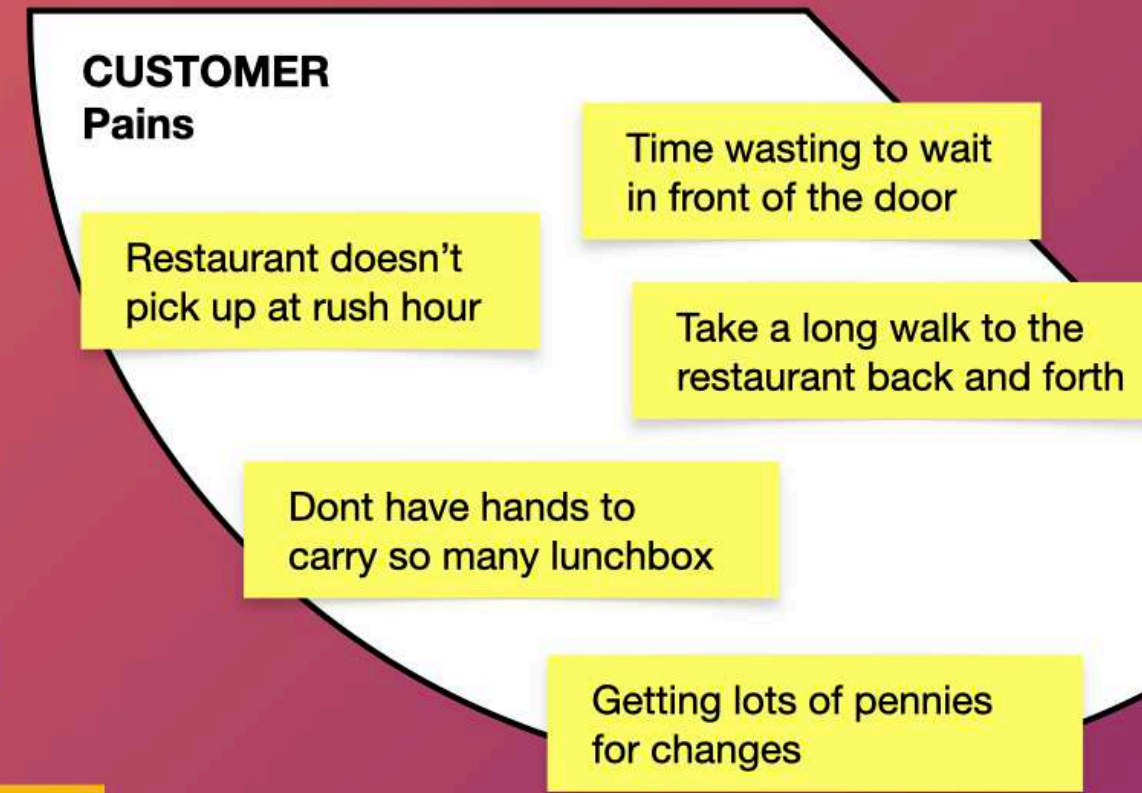 CUSTOMER
Pains
Time wasting to wait
in front of the door
Restaurant doesn't
pick up at rush hour
Take a long walk to the
restaurant back and forth
Dont have hands to
carry so many lunchbox
Getting lots of pennies
for changes